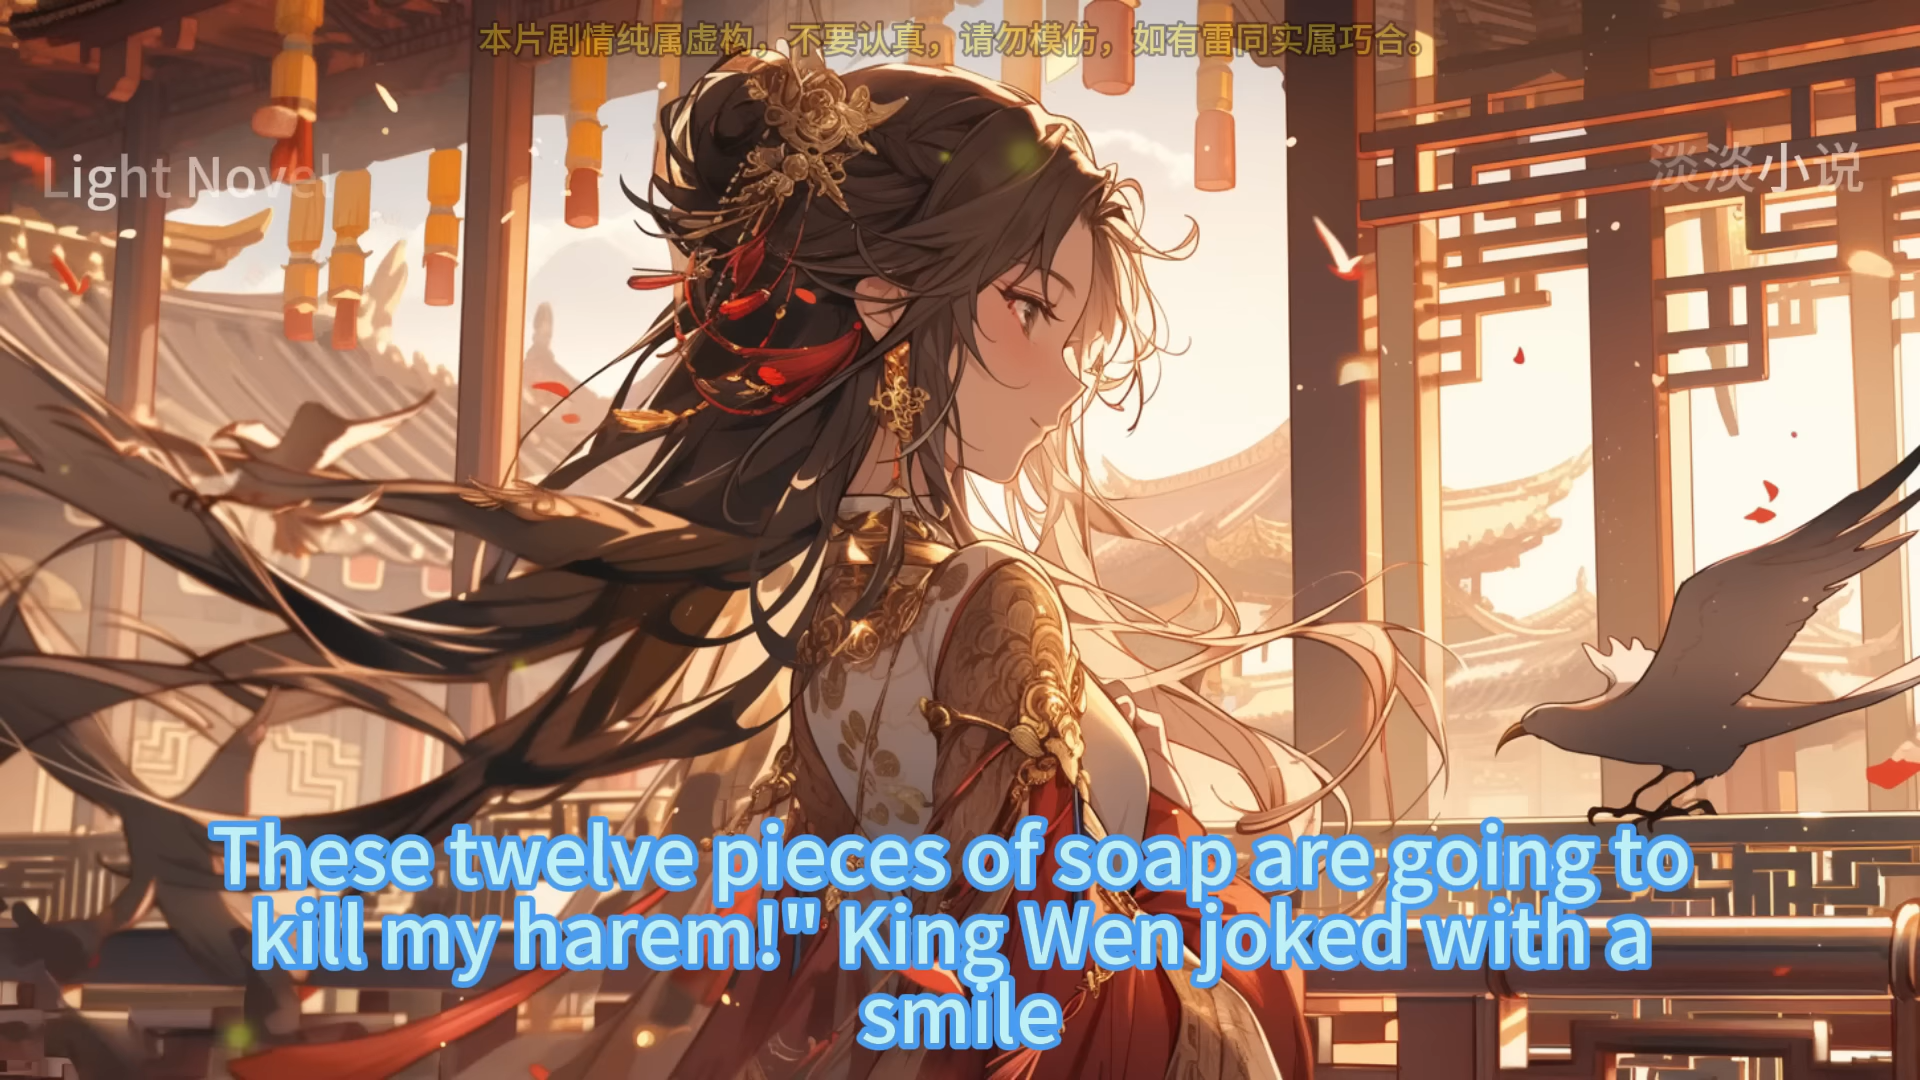 本片剧情纯属虚构，不要认真，请勿模仿，如有雷同实属巧合。
Light Novel
淡淡小说
These twelve pieces of soap are going to
kill my harem!" King Wen joked with a
smile